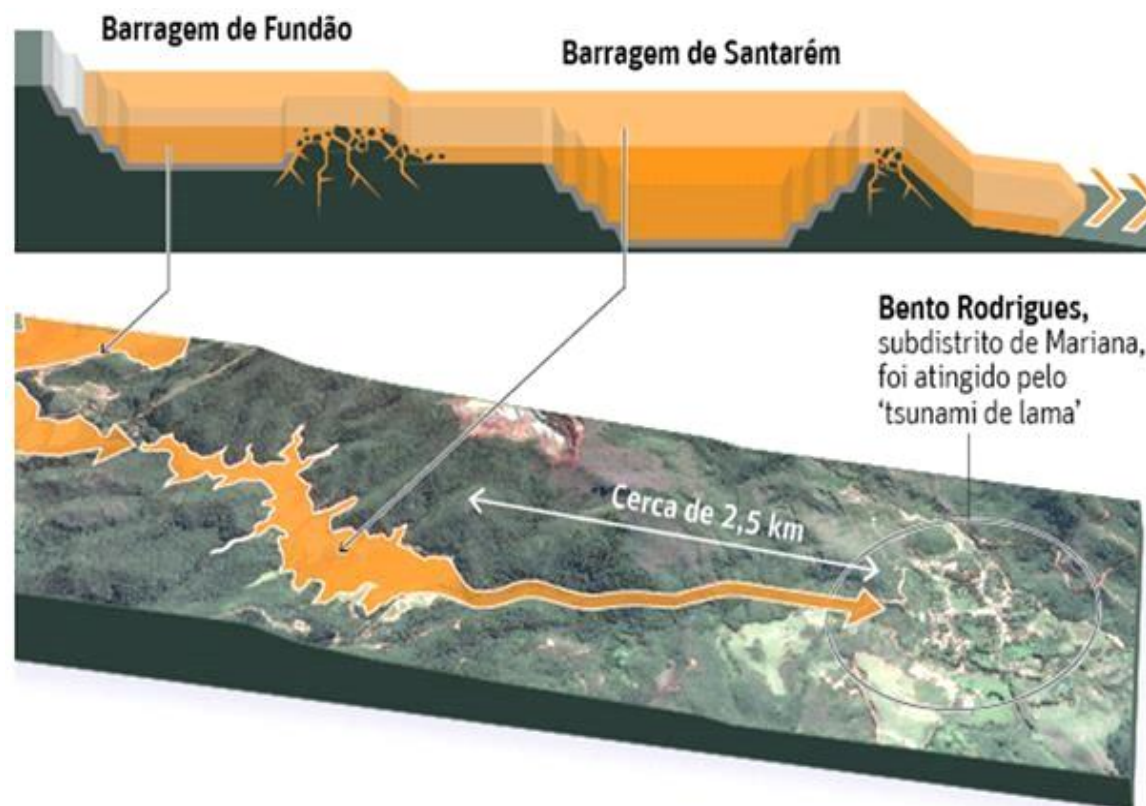 Barragem de Fundão
Barragem de Santarém
Bento Rodrigues,
subdistrito de Mariana,
foi atingido pelo
‘tsunami de lama’
Cerca de 2,5 km